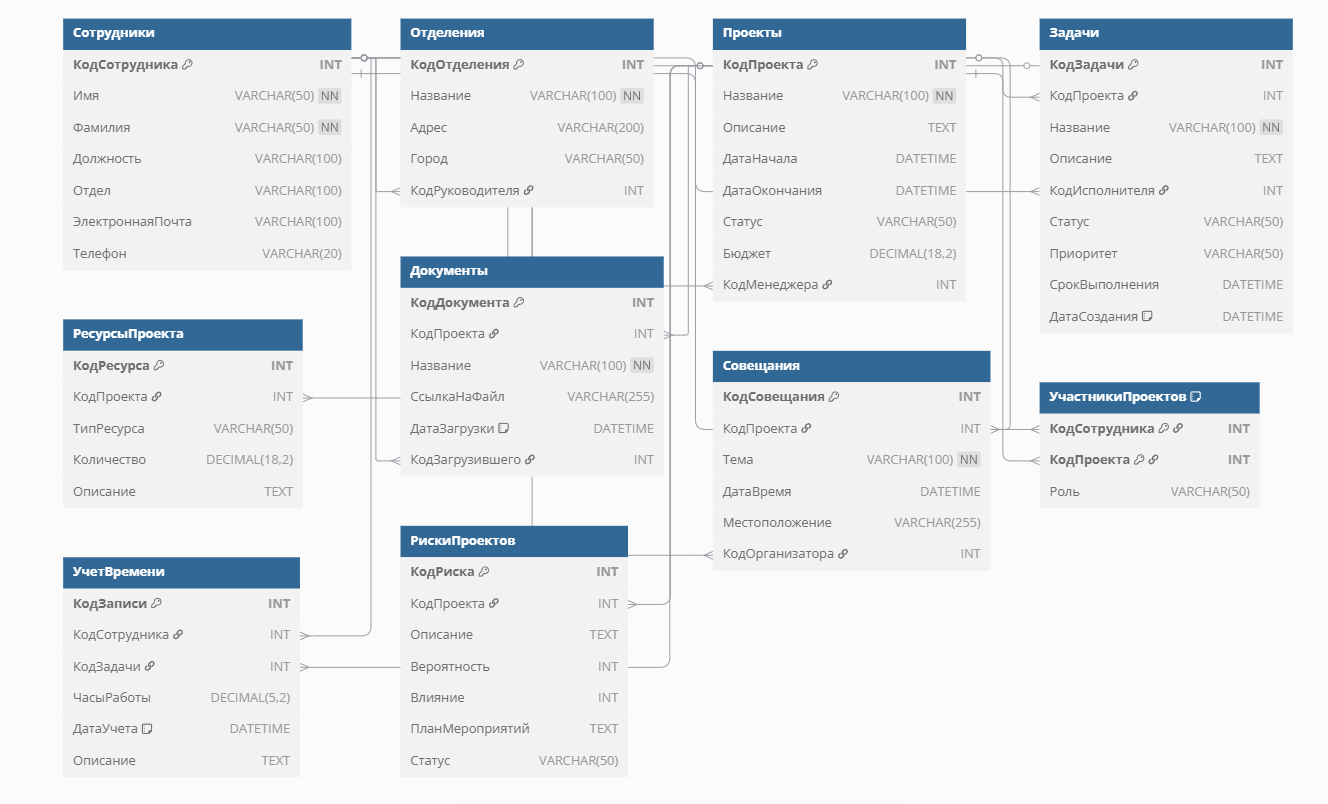 Сотрудники
КодСотрудника INT
Имя VARCHAR(50) NN
Фамилия VARCHAR(50) NN
Должность VARCHAR(100)
Отдел VARCHAR(100)
ЭлектроннаяПочта VARCHAR(100)
Телефон VARCHAR(20)
Отделения
КодОтделения INT
Название VARCHAR(100) NN
Адрес VARCHAR(200)
Город VARCHAR(50)
КодРуководителя INT
Проекты
КодПроекта INT
Название VARCHAR(100) NN
Описание TEXT
ДатаНачала DATETIME
ДатаОкончания DATETIME
Статус VARCHAR(50)
Бюджет DECIMAL(18,2)
КодМенеджера INT
Задачи
КодЗадачи INT
КодПроекта INT
Название VARCHAR(100) NN
Описание TEXT
КодИсполнителя INT
Статус VARCHAR(50)
Приоритет VARCHAR(50)
СрокВыполнения DATETIME
ДатаСоздания DATETIME
РесурсыПроекта
КодРесурса INT
КодПроекта INT
ТипРесурса VARCHAR(50)
Количество DECIMAL(18,2)
Описание TEXT
Документы
КодДокумента INT
КодПроекта INT
Название VARCHAR(100) NN
СсылкаНаФайл VARCHAR(255)
ДатаЗагрузки DATETIME
КодЗагрузившего INT
Совещания
КодСовещания INT
КодПроекта INT
Тема VARCHAR(100) NN
ДатаВремя DATETIME
Местоположение VARCHAR(255)
КодОрганизатора INT
УчастникиПроектов
КодСотрудника INT
КодПроекта INT
Роль VARCHAR(50)
УчетВремени
КодЗаписи INT
КодСотрудника INT
КодЗадачи INT
ЧасыРаботы DECIMAL(5,2)
ДатаУчета DATETIME
Описание TEXT
РискиПроектов
КодРиска INT
КодПроекта INT
Описание TEXT
Вероятность INT
Влияние INT
ПланМероприятий TEXT
Статус VARCHAR(50)